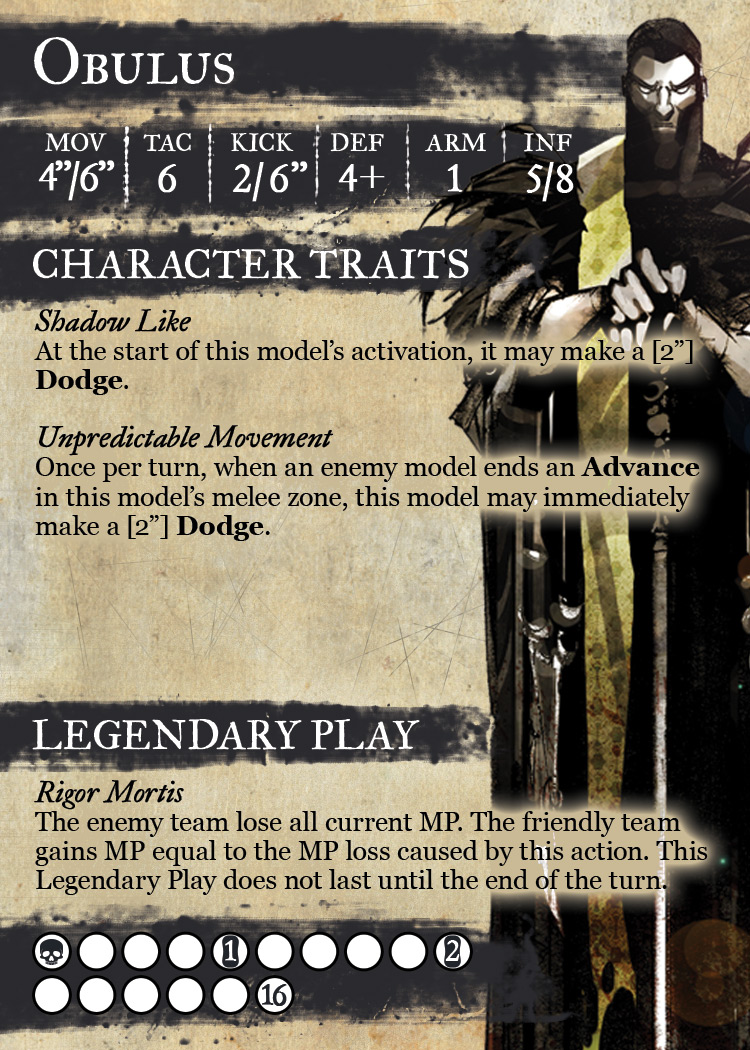 Obulus
MOV TAC KICK DEF ARM INF
4”/6” 6 2/6” 4+ 1 5/8
CHARACTER TRAITS
Shadow Like
At the start of this model’s activation, it may make a [2”]
Dodge.
Unpredictable Movement
Once per turn, when an enemy model ends an Advance
in this model’s melee zone, this model may immediately
make a [2”] Dodge.
LEGENDARY PLAY
Rigor Mortis
The enemy team lose all current MP. The friendly team
gains MP equal to the MP loss caused by this action. This
Legendary Play does not last until the end of the turn.
1 2
16